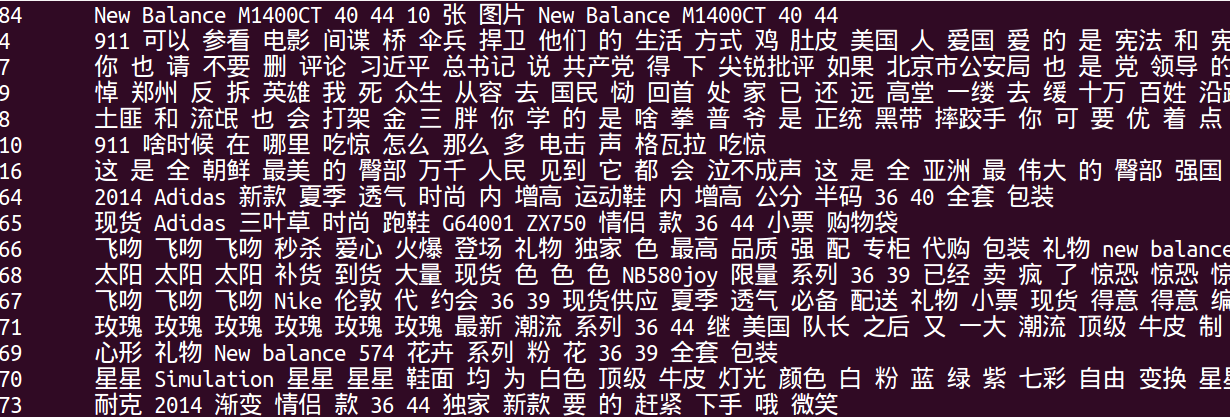 84 New Balance M1400CT 40 44 10 张 图片 New Balance M1400CT 40 44
4 911 可以 参看 电影 间谍 桥 伞兵 捍卫 他们 的 生活 方式 鸡 肚皮 美国 人 爱国 爱 的 是 宪法 和 宪
7 你 也 请 不要 删 评论 习近平 总书记 说 共产党 得 下 尖锐批评 如果 北京市公安局 也 是 党 领导 的
9 悼 郑州 反 拆 英雄 我 死 众生 从容 去 国民 恸 回首 处 家 已 还 远 高堂 一缕 去 缓 十万 百姓 沿路
8 土匪 和 流氓 也 会 打架 金 三 胖 你 学 的 是 啥 拳 普 爷 是 正统 黑带 摔跤手 你 可 要 优 着 点
10 911 啥时候 在 哪里 吃惊 怎么 那么 多 电击 声 格瓦拉 吃惊
16 这 是 全 朝鲜 最美 的 臀部 万千 人民 见到 它 都 会 泣不成声 这 是 全 亚洲 最 伟大 的 臀部 强国
64 2014 Adidas 新款 夏季 透气 时尚 内 增高 运动鞋 内 增高 公分 半码 36 40 全套 包装
65 现货 Adidas 三叶草 时尚 跑鞋 G64001 ZX750 情侣 款 36 44 小票 购物袋
66 飞吻 飞吻 飞吻 秒杀 爱心 火爆 登场 礼物 独家 色 最高 品质 强 配 专柜 代购 包装 礼物 new balance
68 太阳 太阳 太阳 补货 到货 大量 现货 色 色 色 NB580joy 限量 系列 36 39 已经 卖 疯 了 惊恐 惊恐 惊
67 飞吻 飞吻 飞吻 Nike 伦敦 代 约会 36 39 现货供应 夏季 透气 必备 配送 礼物 小票 现货 得意 得意 编
71 玫瑰 玫瑰 玫瑰 玫瑰 玫瑰 玫瑰 最新 潮流 系列 36 44 继 美国 队长 之后 又 一大 潮流 顶级 牛皮 制
69 心形 礼物 New balance 574 花卉 系列 粉 花 36 39 全套 包装
70 星星 Simulation 星星 星星 鞋面 均 为 白色 顶级 牛皮 灯光 颜色 白 粉 蓝 绿 紫 七彩 自由 变换 星星
73 耐克 2014 渐变 情侣 款 36 44 独家 新款 要 的 赶紧 下手 哦 微笑